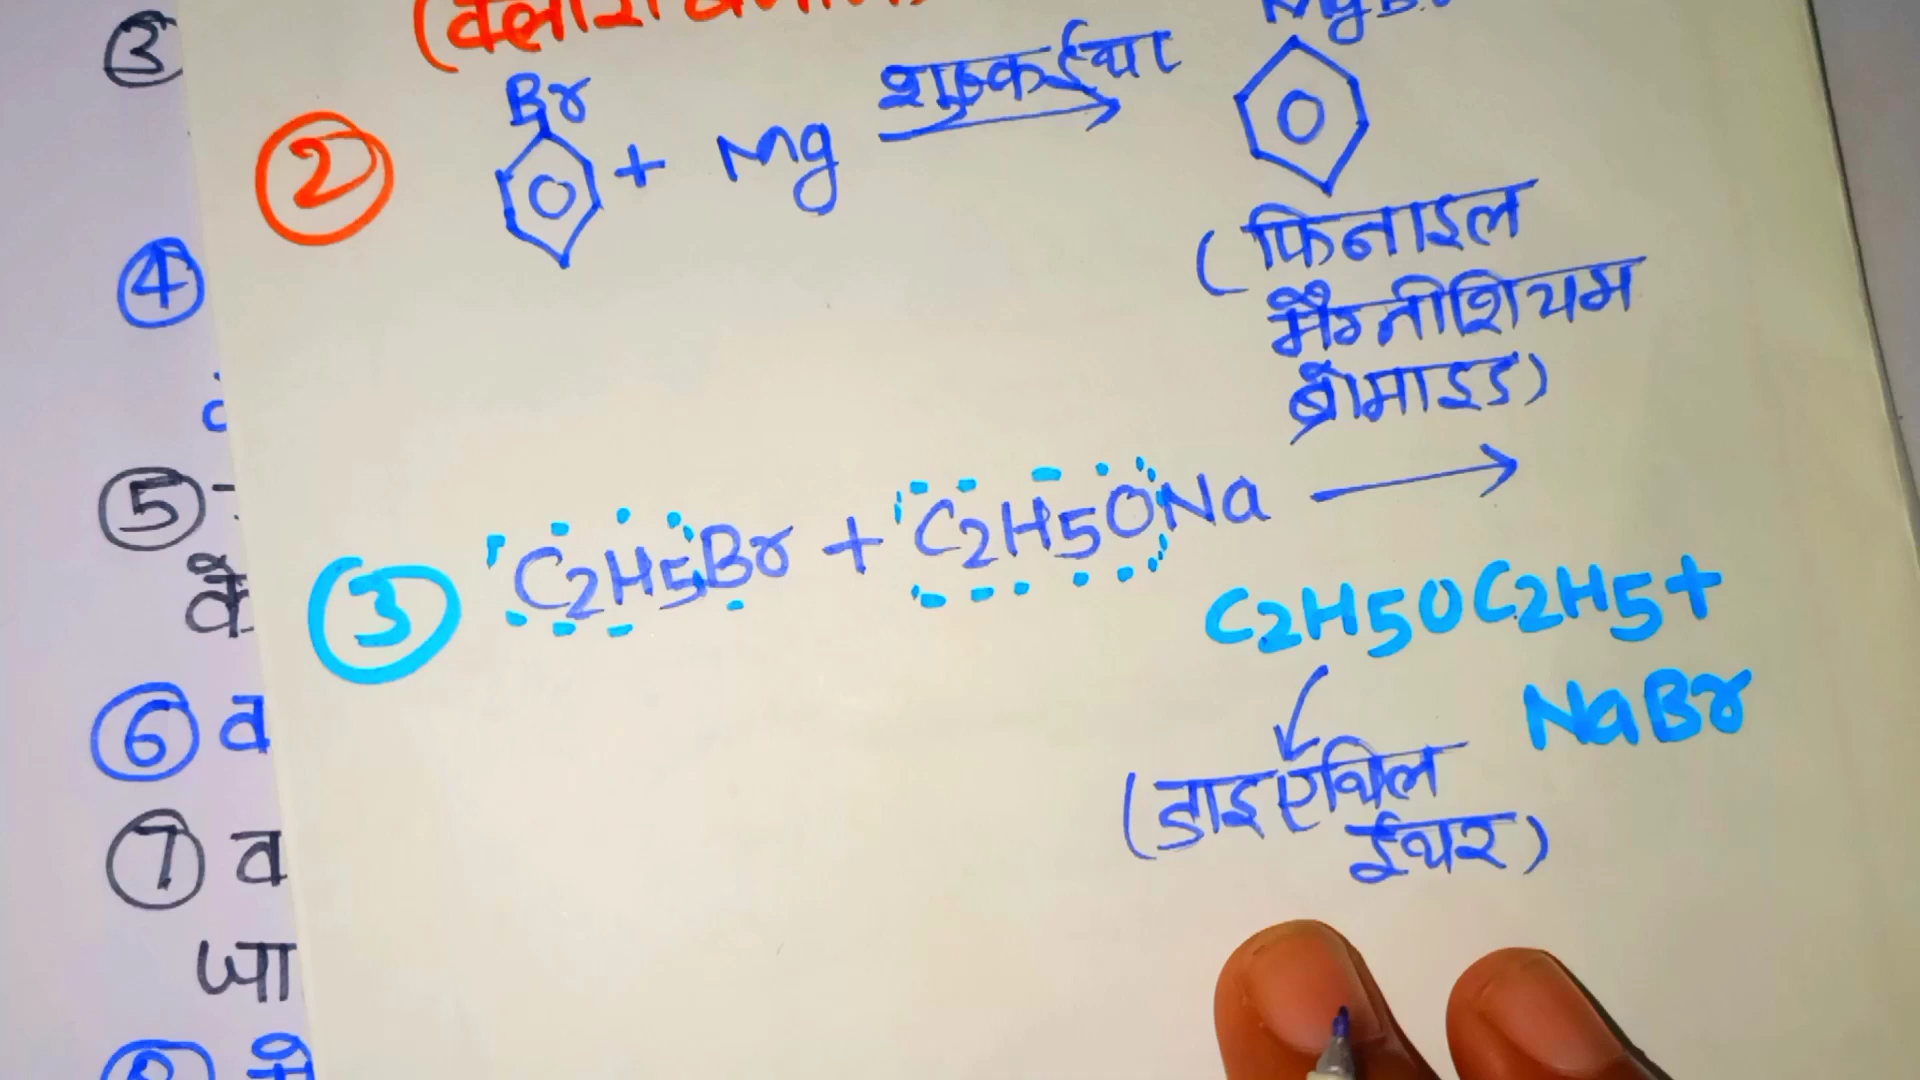 ③
Br
② + Mg शुष्क ईथर
(फिनाइल
मैग्नीशियम
ब्रोमाइड)
④
⑤
के
③ C2H5Br + C2H5ONa
C2H5OC2H5+
NaBr
(डाइएथिल
ईथर)
⑥ व
⑦ व